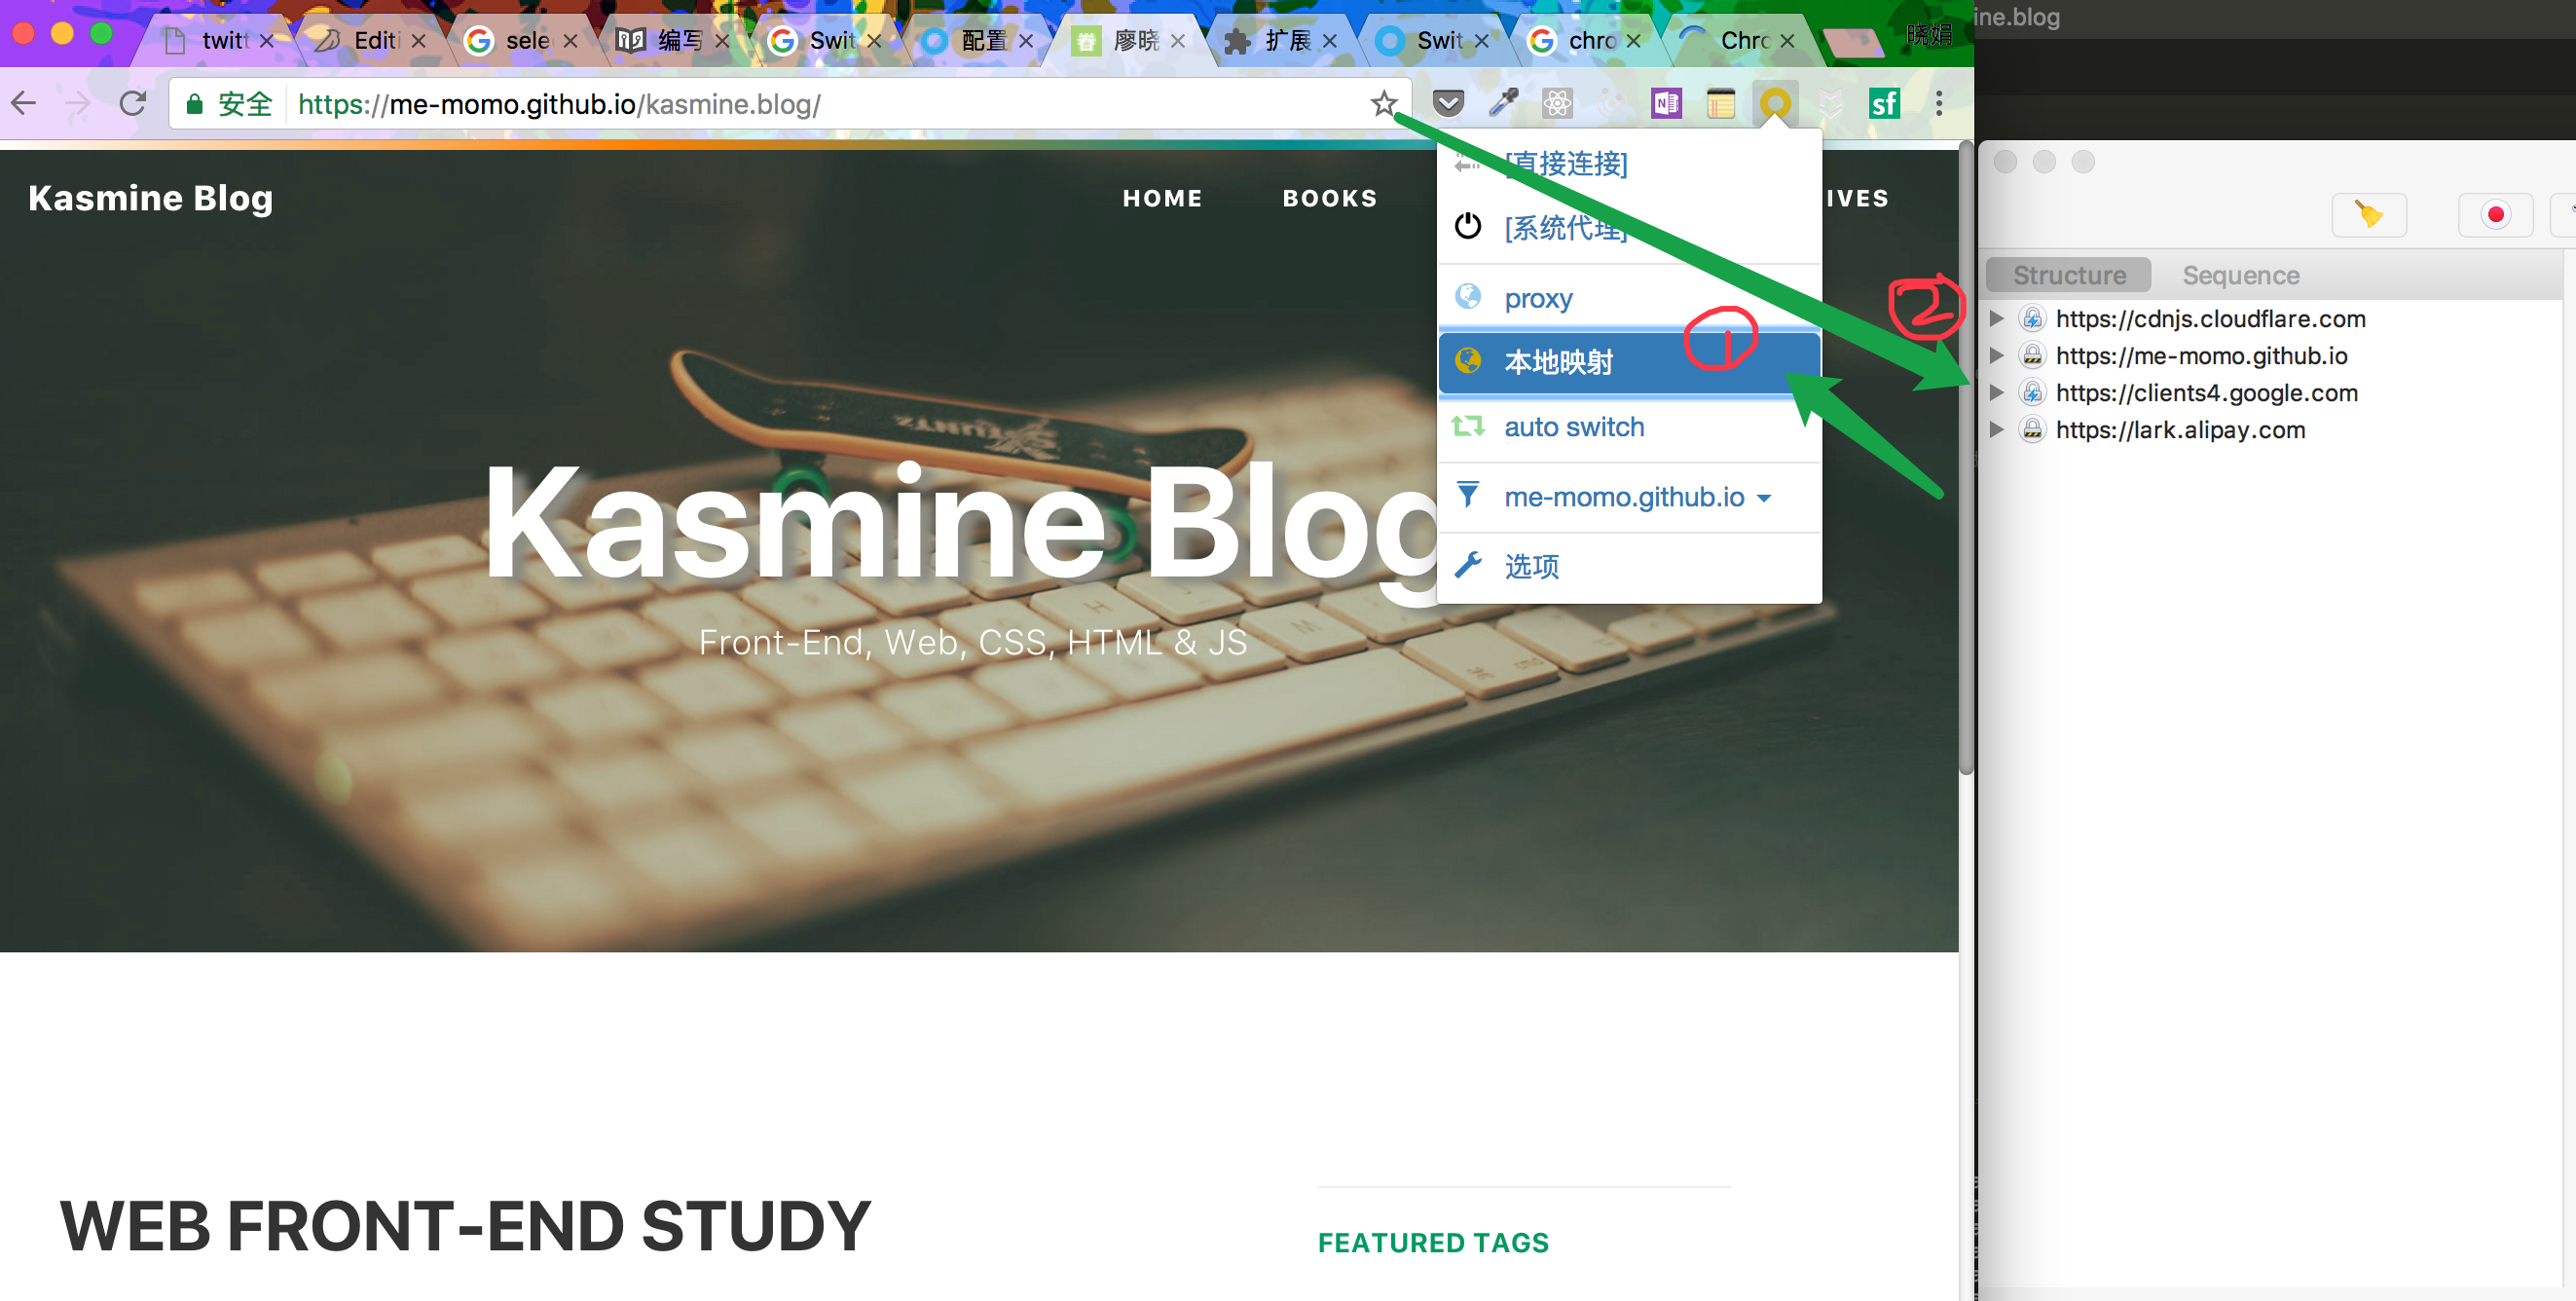 twitt
Editi
sele
编写
Swit
配置
廖晓
扩展
Swit
chro
Chro
晓娟
ine.blog
安全
https://me-momo.github.io/kasmine.blog/
N
sf
Kasmine Blog
HOME
BOOKS
IVES
[直接连接]
[系统代理]
proxy
本地映射
auto switch
me-momo.github.io
选项
1
2
Structure
Sequence
https://cdnjs.cloudflare.com
https://me-momo.github.io
https://clients4.google.com
https://lark.alipay.com
Kasmine Blog
Front-End, Web, CSS, HTML & JS
WEB FRONT-END STUDY
FEATURED TAGS